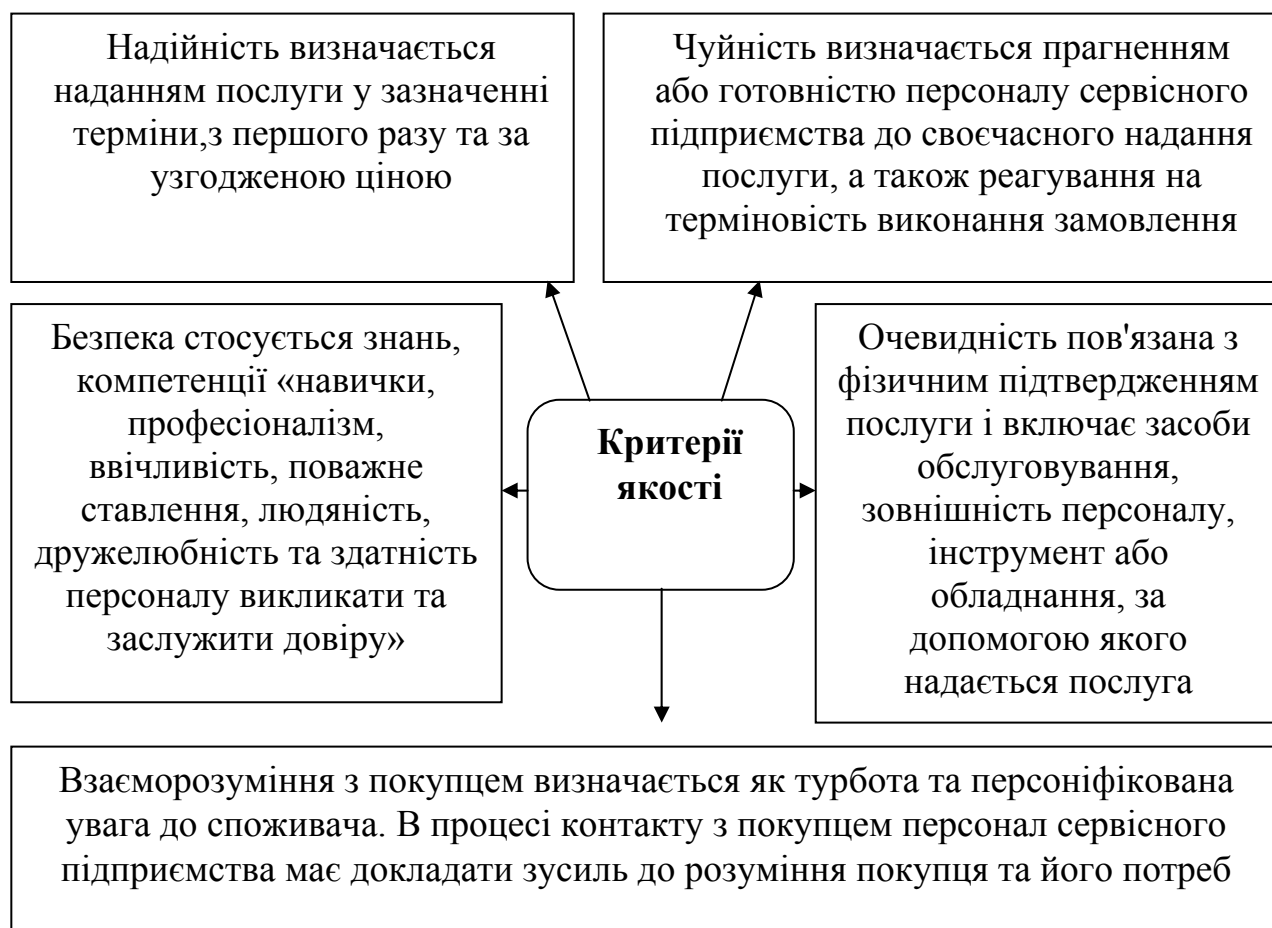 Надійність визначається
наданням послуги у зазначенні
терміни,з першого разу та за
узгодженою ціною
Чуйність визначається прагненням
або готовністю персоналу сервісного
підприємства до своєчасного надання
послуги, а також реагування на
терміновість виконання замовлення
Безпека стосується знань,
компетенції «навички,
професіоналізм,
ввічливість, поважне
ставлення, людяність,
дружелюбність та здатність
персоналу викликати та
заслужити довіру»
Критерії
якості
Очевидність пов'язана з
фізичним підтвердженням
послуги і включає засоби
обслуговування,
зовнішність персоналу,
інструмент або
обладнання, за
допомогою якого
надається послуга
Взаєморозуміння з покупцем визначається як турбота та персоніфікована
увага до споживача. В процесі контакту з покупцем персонал сервісного
підприємства має докладати зусиль до розуміння покупця та його потреб